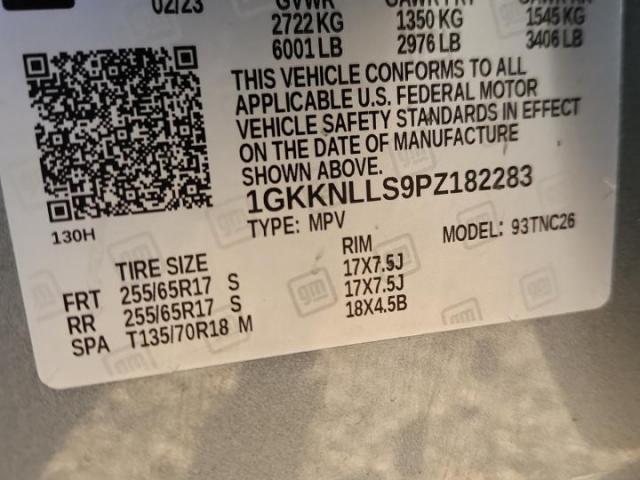 02/23 GVWR GAWR FRT GAWR RR
2722 KG 1350 KG 1545 KG
6001 LB 2976 LB 3406 LB
THIS VEHICLE CONFORMS TO ALL
APPLICABLE U.S. FEDERAL MOTOR
VEHICLE SAFETY STANDARDS IN EFFECT
ON THE DATE OF MANUFACTURE
SHOWN ABOVE.
1GKKNLLS9PZ182283
130H
TYPE: MPV MODEL: 93TNC26
TIRE SIZE RIM
FRT 255/65R17 S 17X7.5J
RR 255/65R17 S 17X7.5J
SPA T135/70R18 M 18X4.5B